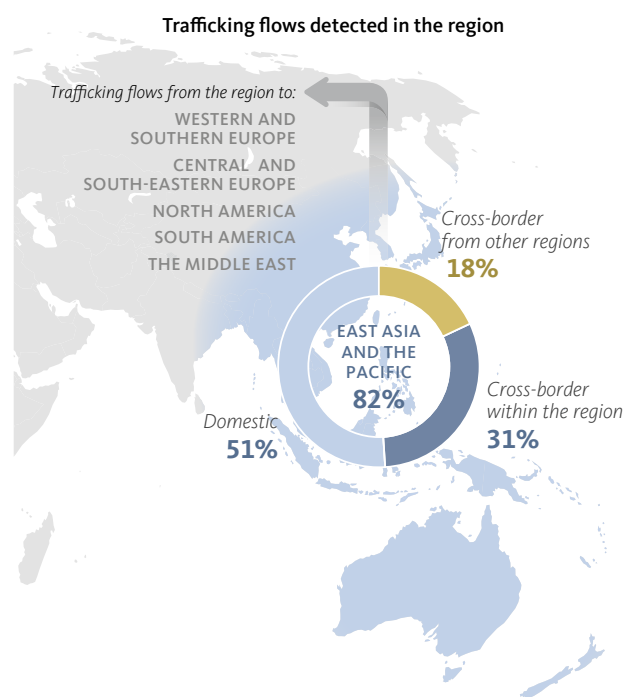 Trafficking flows detected in the region
Trafficking flows from the region to:
WESTERN AND
SOUTHERN EUROPE
CENTRAL AND
SOUTH-EASTERN EUROPE
NORTH AMERICA
SOUTH AMERICA
THE MIDDLE EAST
Cross-border
from other regions
18%
EAST ASIA
AND THE
PACIFIC
82%
Cross-border
within the region
31%
Domestic
51%